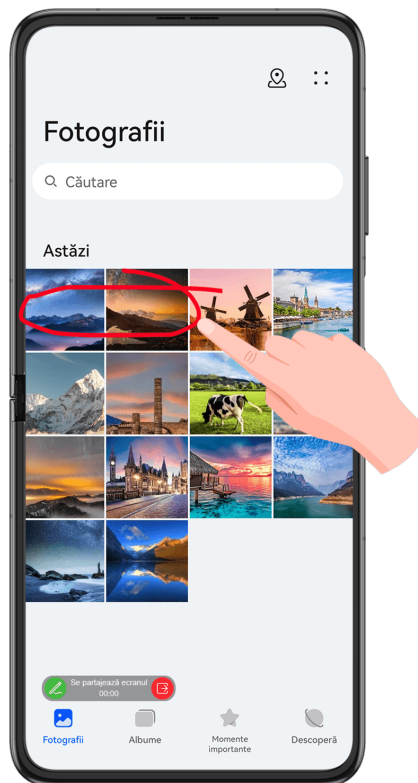 Fotografii
Căutare
Astăzi
Se partajează ecranul
00:00
Fotografii
Albume
Momente
importante
Descoperă